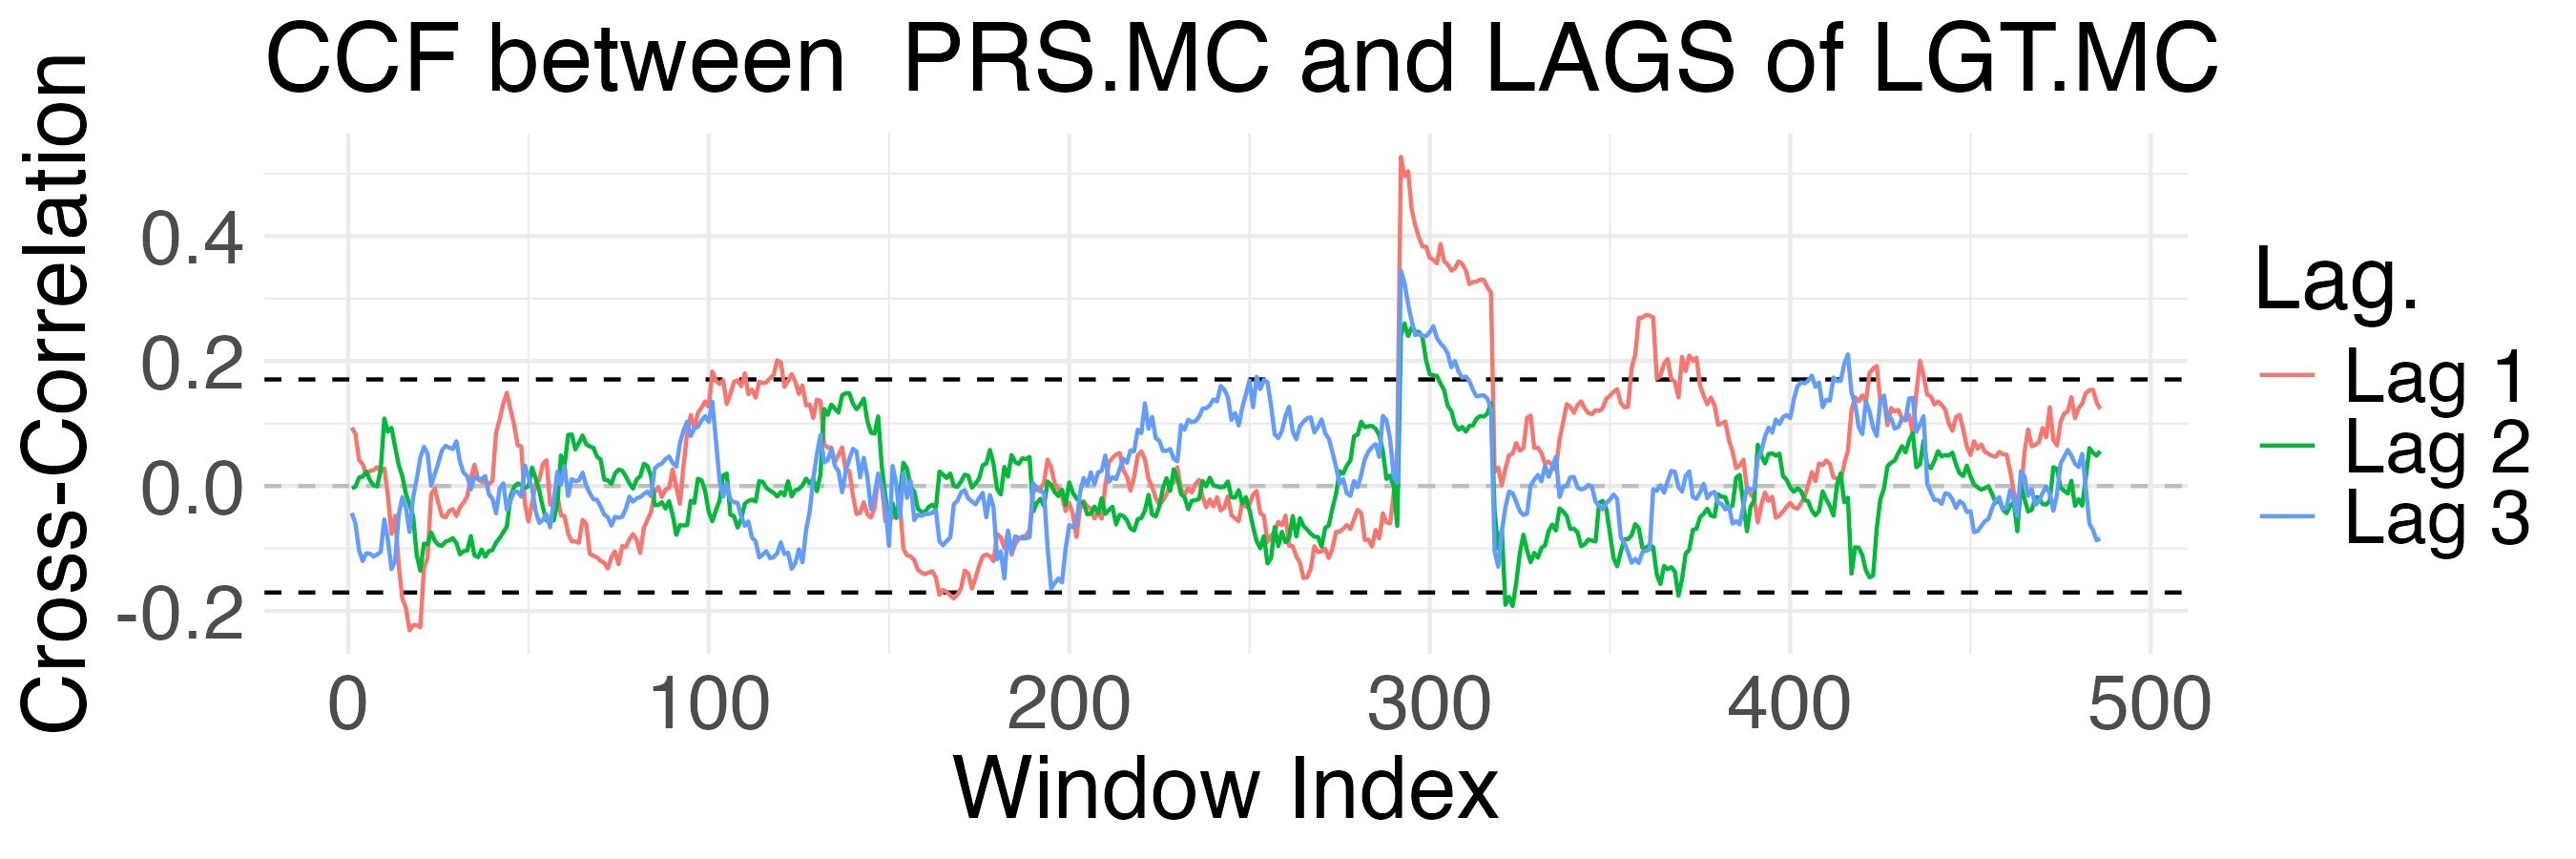 CCF between  PRS.MC and LAGS of LGT.MC
Cross-Correlation
0.4
0.2
0.0
-0.2
0 100 200 300 400 500
Window Index
Lag.
Lag 1
Lag 2
Lag 3